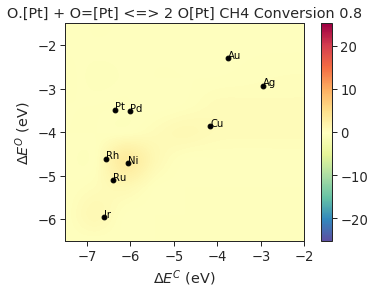 O.[Pt] + O=[Pt] <=> 2 O[Pt] CH4 Conversion 0.8
−2
−3
−4
−5
−6
ΔE^O (eV)
Au
Ag
Pt
Pd
Cu
Rh
Ni
Ru
Ir
−7
−6
−5
−4
−3
−2
ΔE^C (eV)
20
10
0
−10
−20